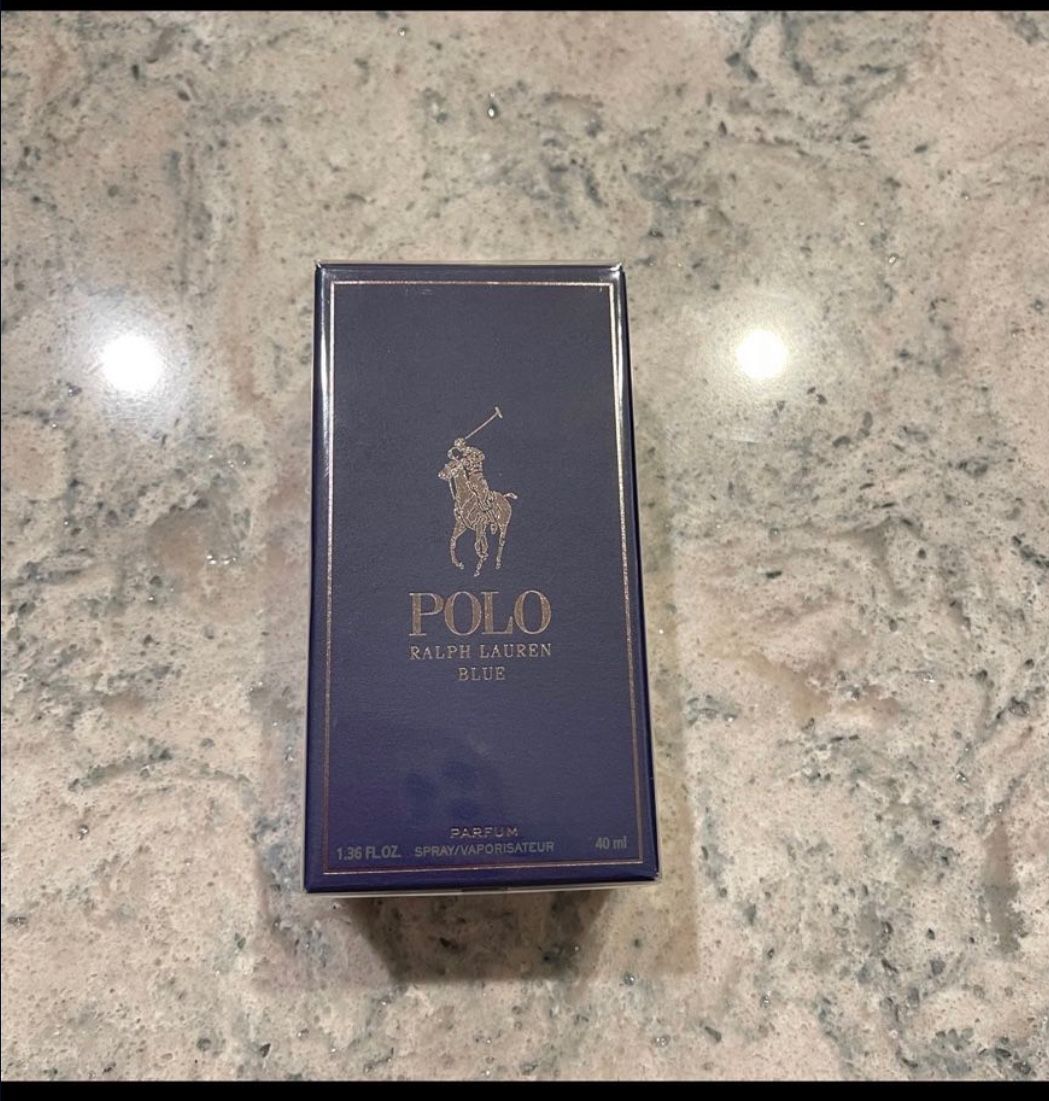 POLO
RALPH LAUREN
BLUE
PARFUM
1.36 FL.OZ. SPRAY/VAPORISATEUR 40 ml